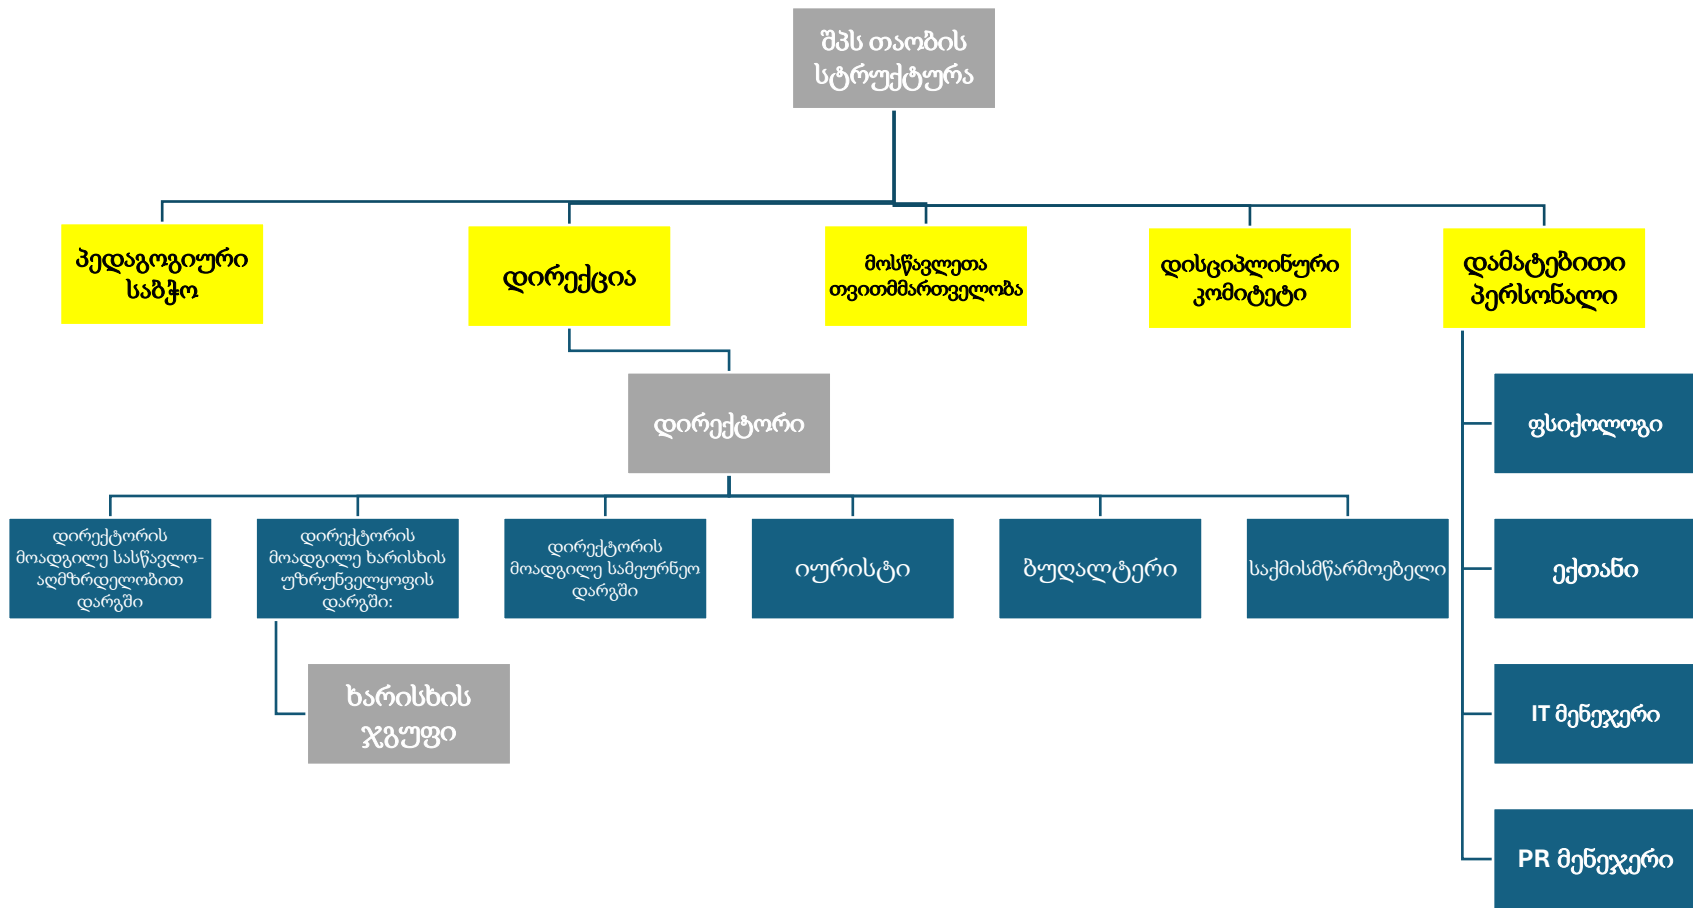 შპს თაობის
სტრუქტურა
პედაგოგიური
საბჭო
დირექცია
მოსწავლეთა
თვითმმართველობა
დისციპლინური
კომიტეტი
დამატებითი
პერსონალი
დირექტორი
ფსიქოლოგი
დირექტორის
მოადგილე სასწავლო-
აღმზრდელობით
დარგში
დირექტორის
მოადგილე ხარისხის
უზრუნველყოფის
დარგში:
დირექტორის
მოადგილე სამეურნეო
დარგში
იურისტი
ბუღალტერი
საქმისმწარმოებელი
ექთანი
ხარისხის
ჯგუფი
IT მენეჯერი
PR მენეჯერი